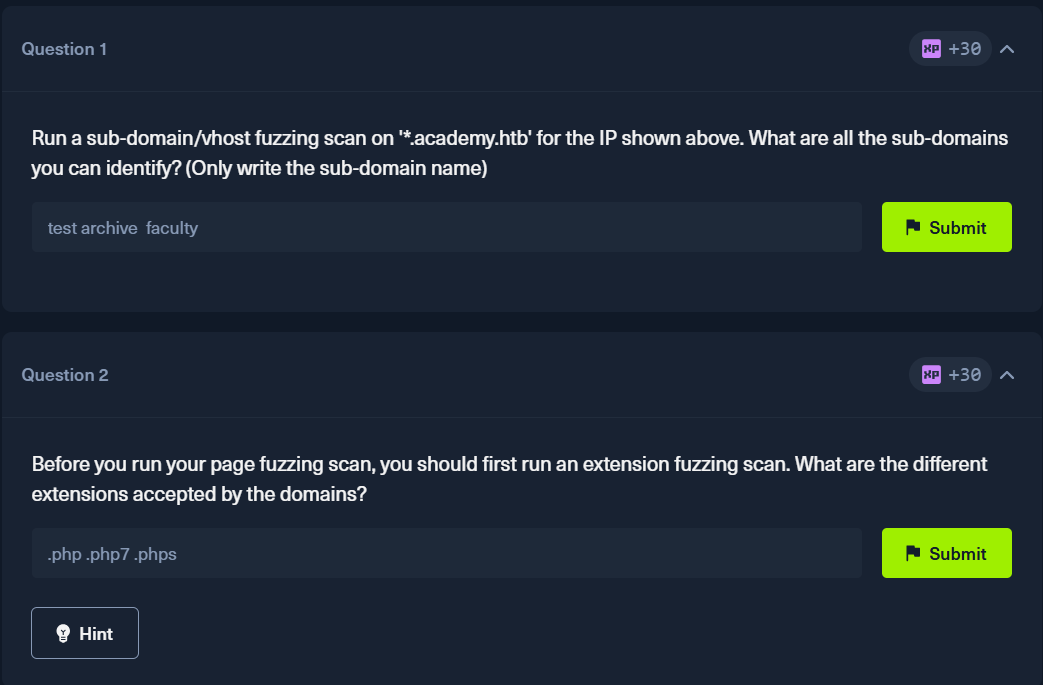 Question 1
XP +30
Run a sub-domain/vhost fuzzing scan on '*.academy.htb' for the IP shown above. What are all the sub-domains
you can identify? (Only write the sub-domain name)
test archive  faculty
Submit
Question 2
XP +30
Before you run your page fuzzing scan, you should first run an extension fuzzing scan. What are the different
extensions accepted by the domains?
.php .php7 .phps
Submit
Hint